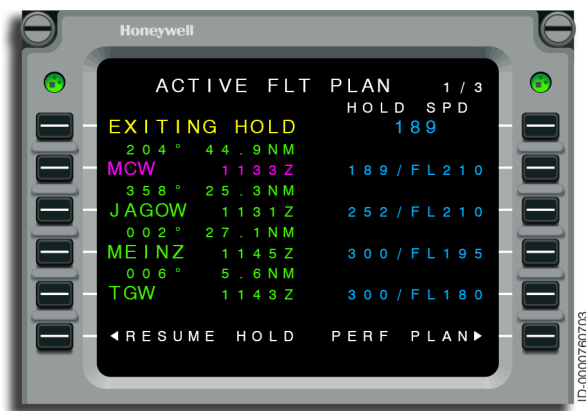 Honeywell
ACTIVE FLT PLAN 1/3
HOLD SPD
EXITING HOLD 189
204° 44.9NM
MCW 1133Z 189/FL210
358° 25.3NM
JAGOW 1131Z 252/FL210
002° 27.1NM
MEINZ 1145Z 300/FL195
006° 5.6NM
TGW 1143Z 300/FL180
◀RESUME HOLD PERF PLAN▶
ID-0000760703